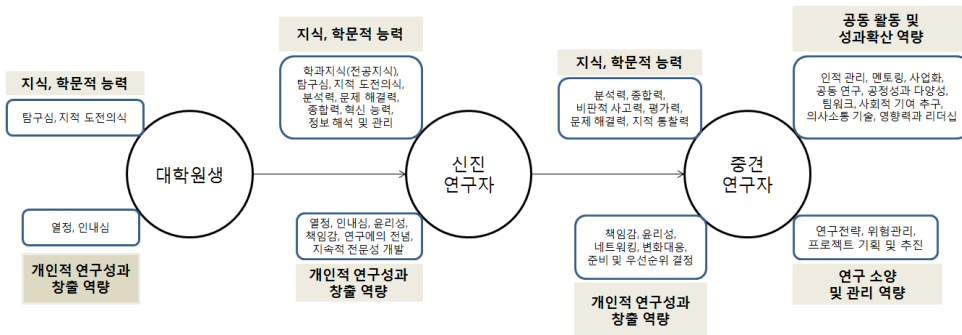 지식, 학문적 능력
탐구심, 지적 도전의식
대학원생
열정, 인내심
개인적 연구성과
창출 역량
지식, 학문적 능력
학과지식(전공지식),
탐구심, 지적 도전의식,
분석력, 문제 해결력,
종합력, 혁신 능력,
정보 해석 및 관리
신진
연구자
열정, 인내심, 윤리성,
책임감, 연구에의 전념,
지속적 전문성 개발
개인적 연구성과
창출 역량
지식, 학문적 능력
분석력, 종합력,
비판적 사고력, 평가력,
문제 해결력, 지적 통찰력
공동 활동 및
성과확산 역량
인적 관리, 멘토링, 사업화,
공동 연구, 공정성과 다양성,
팀워크, 사회적 기여 추구,
의사소통 기술, 영향력과 리더십
중견
연구자
책임감, 윤리성,
네트워킹, 변화대응,
준비 및 우선순위 결정
개인적 연구성과
창출 역량
연구전략, 위험관리,
프로젝트 기획 및 추진
연구 소양
및 관리 역량